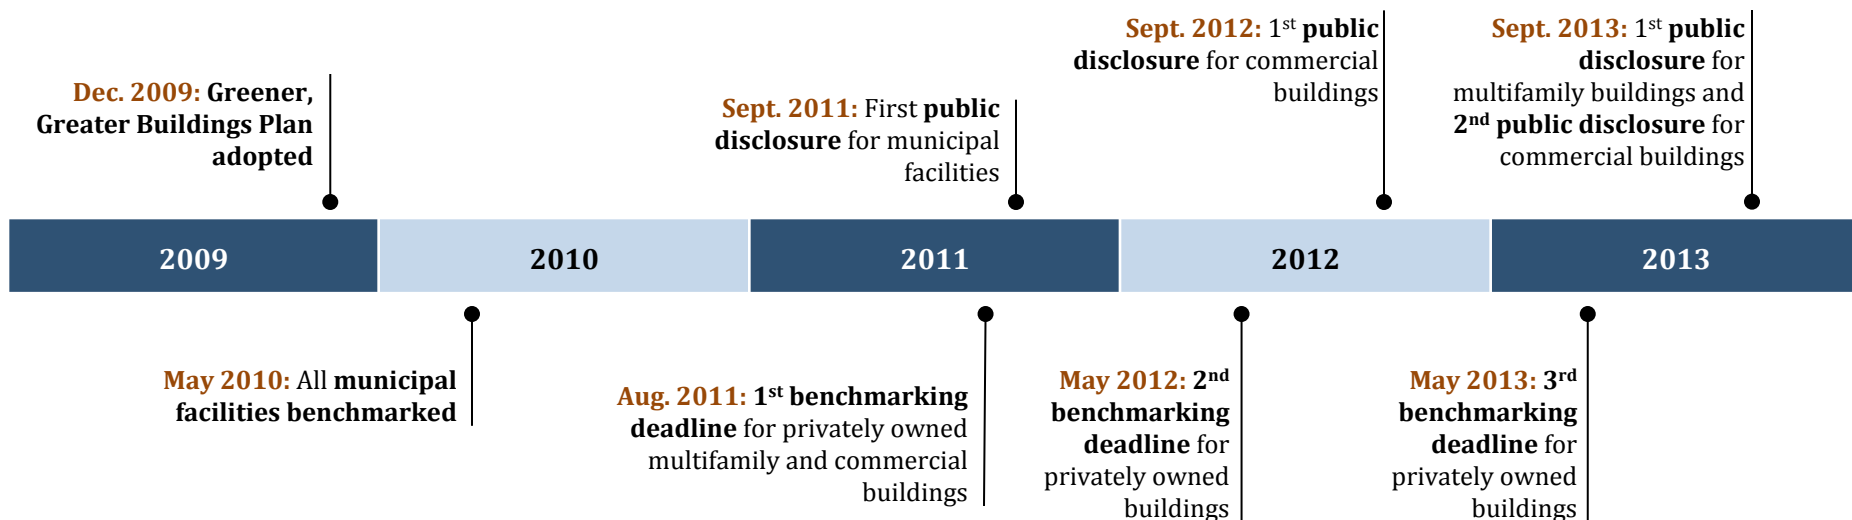 Dec. 2009: Greener,
Greater Buildings Plan
adopted
Sept. 2011: First public
disclosure for municipal
facilities
Sept. 2012: 1st public
disclosure for commercial
buildings
Sept. 2013: 1st public
disclosure for
multifamily buildings and
2nd public disclosure for
commercial buildings
2009
2010
2011
2012
2013
May 2010: All municipal
facilities benchmarked
Aug. 2011: 1st benchmarking
deadline for privately owned
multifamily and commercial
buildings
May 2012: 2nd
benchmarking
deadline for
privately owned
buildings
May 2013: 3rd
benchmarking
deadline for
privately owned
buildings